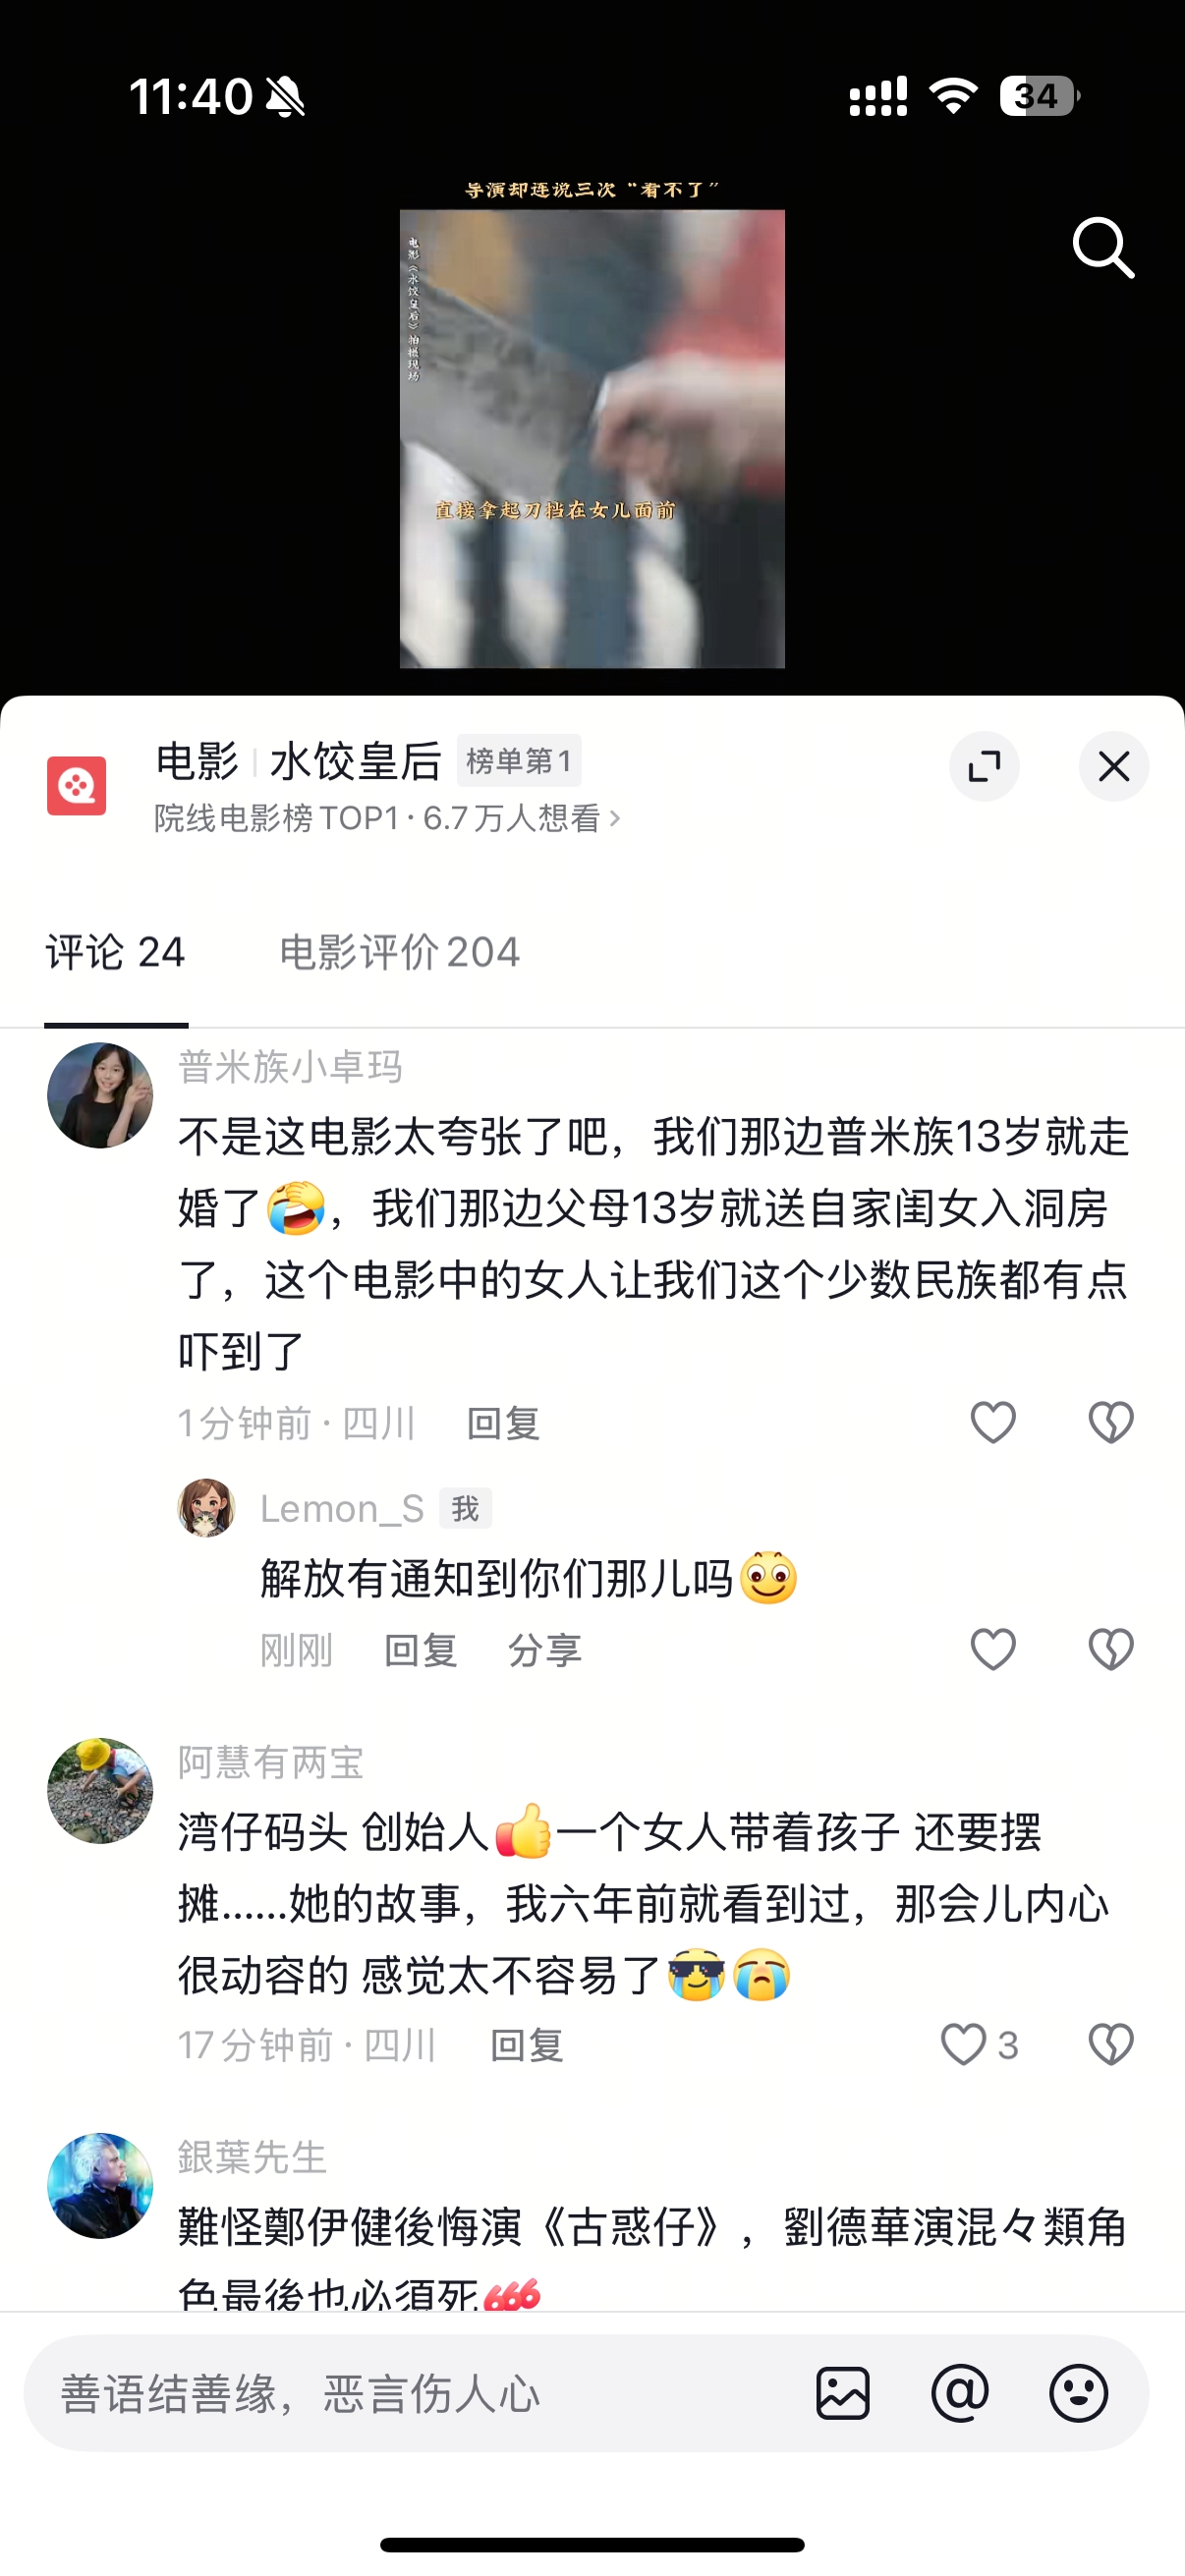 11:40
34
导演却连说三次“看不了”
电影《水饺皇后》拍摄现场
直接拿起刀挡在女儿面前
电影 | 水饺皇后 榜单第1
院线电影榜TOP1 · 6.7万人想看 >
评论 24 电影评价204
普米族小卓玛
不是这电影太夸张了吧，我们那边普米族13岁就走
婚了🤣，我们那边父母13岁就送自家闺女入洞房
了，这个电影中的女人让我们这个少数民族都有点
吓到了
1分钟前 · 四川 回复
Lemon_S 我
解放有通知到你们那儿吗🙂
刚刚 回复 分享
阿慧有两宝
湾仔码头 创始人👍一个女人带着孩子 还要摆
摊......她的故事，我六年前就看到过，那会儿内心
很动容的 感觉太不容易了😎😭
17分钟前 · 四川 回复 3
銀葉先生
難怪鄭伊健後悔演《古惑仔》，劉德華演混々類角
色最後也必須死666
善语结善缘，恶言伤人心